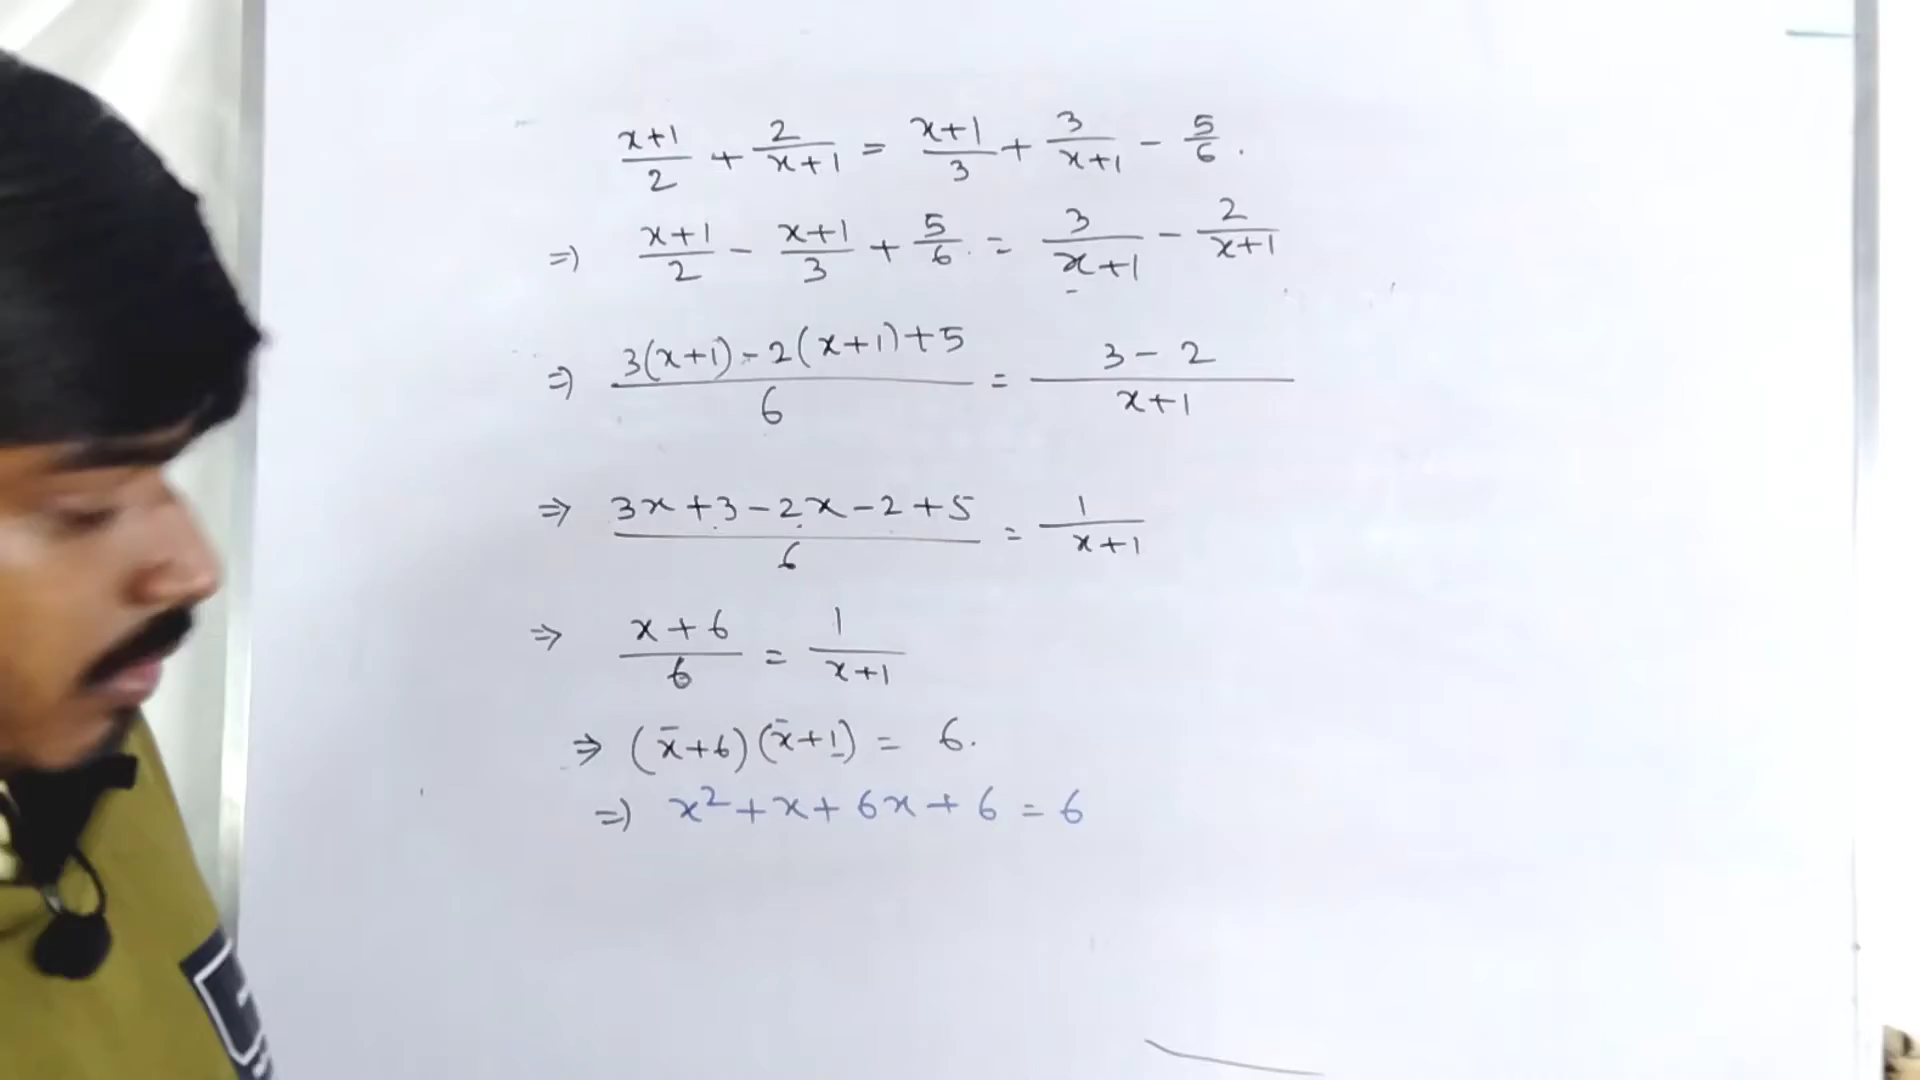 (x+1)/2 + 2/(x+1) = (x+1)/3 + 3/(x+1) - 5/6.
=) (x+1)/2 - (x+1)/3 + 5/6 = 3/(x+1) - 2/(x+1)
=) (3(x+1) - 2(x+1) + 5)/6 = (3 - 2)/(x+1)
⇒ (3x + 3 - 2x - 2 + 5)/6 = 1/(x+1)
⇒ (x + 6)/6 = 1/(x+1)
⇒ (x+6)(x+1) = 6.
=) x² + x + 6x + 6 = 6